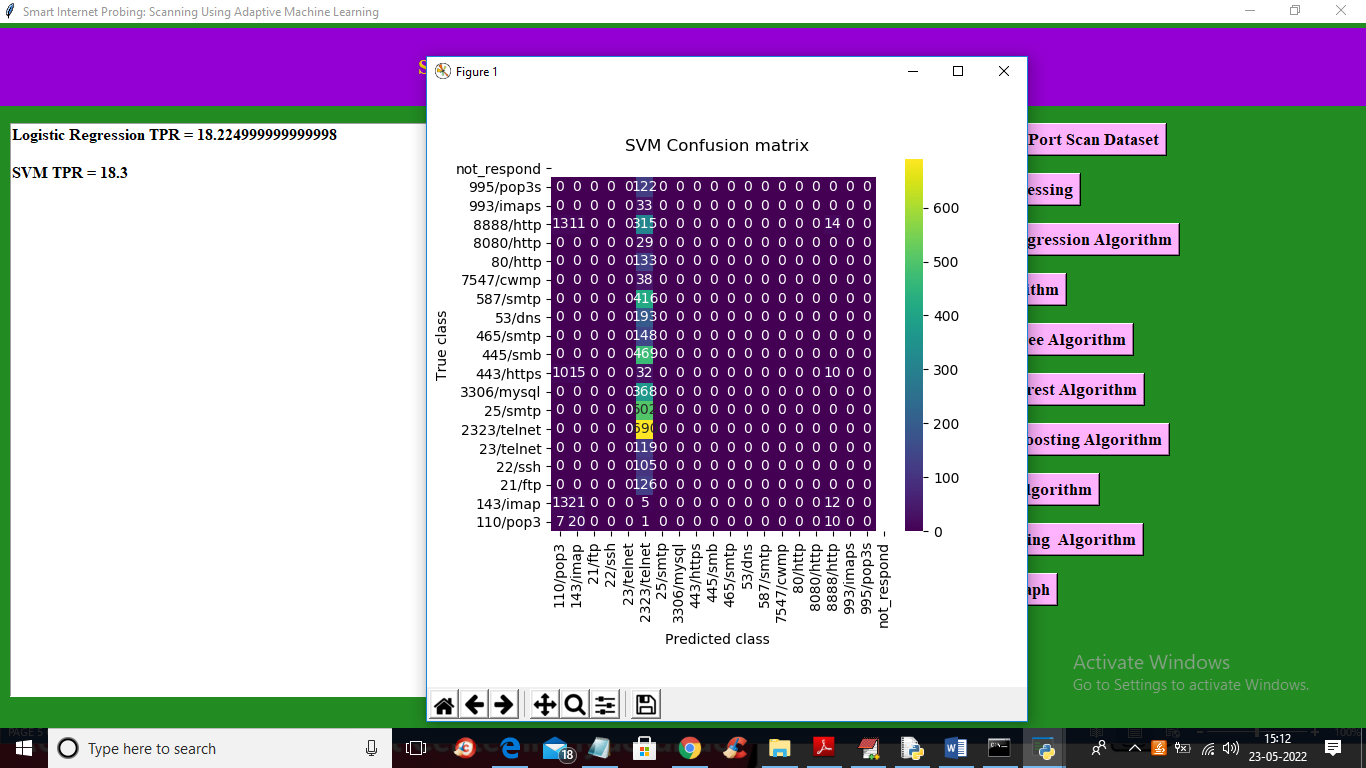 Smart Internet Probing: Scanning Using Adaptive Machine Learning
S
Figure 1
Logistic Regression TPR = 18.224999999999998
SVM TPR = 18.3
SVM Confusion matrix
True class
not_respond
995/pop3s 0 0 0 0 0 122 0 0 0 0 0 0 0 0 0 0 0 0 0
993/imaps 0 0 0 0 0 33 0 0 0 0 0 0 0 0 0 0 0 0 0
8888/http 13 11 0 0 0 315 0 0 0 0 0 0 0 0 0 0 14 0 0
8080/http 0 0 0 0 0 29 0 0 0 0 0 0 0 0 0 0 0 0 0
80/http 0 0 0 0 0 133 0 0 0 0 0 0 0 0 0 0 0 0 0
7547/cwmp 0 0 0 0 0 38 0 0 0 0 0 0 0 0 0 0 0 0 0
587/smtp 0 0 0 0 0 416 0 0 0 0 0 0 0 0 0 0 0 0 0
53/dns 0 0 0 0 0 193 0 0 0 0 0 0 0 0 0 0 0 0 0
465/smtp 0 0 0 0 0 148 0 0 0 0 0 0 0 0 0 0 0 0 0
445/smb 0 0 0 0 0 469 0 0 0 0 0 0 0 0 0 0 0 0 0
443/https 10 15 0 0 0 32 0 0 0 0 0 0 0 0 0 0 10 0 0
3306/mysql 0 0 0 0 0 368 0 0 0 0 0 0 0 0 0 0 0 0 0
25/smtp 0 0 0 0 0 0 0 0 0 0 0 0 0 0 0 0 0 0
2323/telnet 0 0 0 0 0 690 0 0 0 0 0 0 0 0 0 0 0 0 0
23/telnet 0 0 0 0 0 119 0 0 0 0 0 0 0 0 0 0 0 0 0
22/ssh 0 0 0 0 0 105 0 0 0 0 0 0 0 0 0 0 0 0 0
21/ftp 0 0 0 0 0 126 0 0 0 0 0 0 0 0 0 0 0 0 0
143/imap 13 21 0 0 0 5 0 0 0 0 0 0 0 0 0 0 12 0 0
110/pop3 7 20 0 0 0 1 0 0 0 0 0 0 0 0 0 0 10 0 0
110/pop3 143/imap 21/ftp 22/ssh 23/telnet 2323/telnet 25/smtp 3306/mysql 443/https 445/smb 465/smtp 53/dns 587/smtp 7547/cwmp 80/http 8080/http 8888/http 993/imaps 995/pop3s not_respond
Predicted class
600
500
400
300
200
100
0
Port Scan Dataset
essing
gression Algorithm
ithm
ee Algorithm
rest Algorithm
oosting Algorithm
lgorithm
ing Algorithm
aph
Activate Windows
Go to Settings to activate Windows.
PAGE 5
100%
Type here to search
18
15:12
23-05-2022